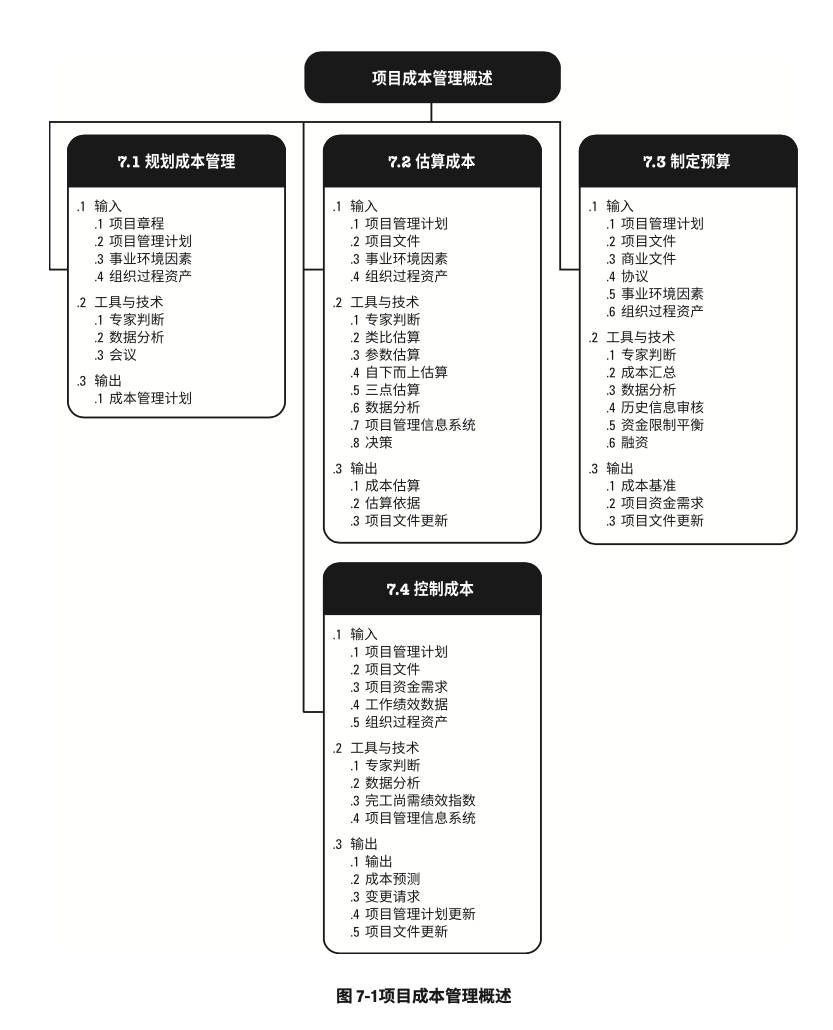 项目成本管理概述
7.1 规划成本管理
.1 输入
.1 项目章程
.2 项目管理计划
.3 事业环境因素
.4 组织过程资产
.2 工具与技术
.1 专家判断
.2 数据分析
.3 会议
.3 输出
.1 成本管理计划
7.2 估算成本
.1 输入
.1 项目管理计划
.2 项目文件
.3 事业环境因素
.4 组织过程资产
.2 工具与技术
.1 专家判断
.2 类比估算
.3 参数估算
.4 自下而上估算
.5 三点估算
.6 数据分析
.7 项目管理信息系统
.8 决策
.3 输出
.1 成本估算
.2 估算依据
.3 项目文件更新
7.3 制定预算
.1 输入
.1 项目管理计划
.2 项目文件
.3 商业文件
.4 协议
.5 事业环境因素
.6 组织过程资产
.2 工具与技术
.1 专家判断
.2 成本汇总
.3 数据分析
.4 历史信息审核
.5 资金限制平衡
.6 融资
.3 输出
.1 成本基准
.2 项目资金需求
.3 项目文件更新
7.4 控制成本
.1 输入
.1 项目管理计划
.2 项目文件
.3 项目资金需求
.4 工作绩效数据
.5 组织过程资产
.2 工具与技术
.1 专家判断
.2 数据分析
.3 完工尚需绩效指数
.4 项目管理信息系统
.3 输出
.1 输出
.2 成本预测
.3 变更请求
.4 项目管理计划更新
.5 项目文件更新
图 7-1项目成本管理概述